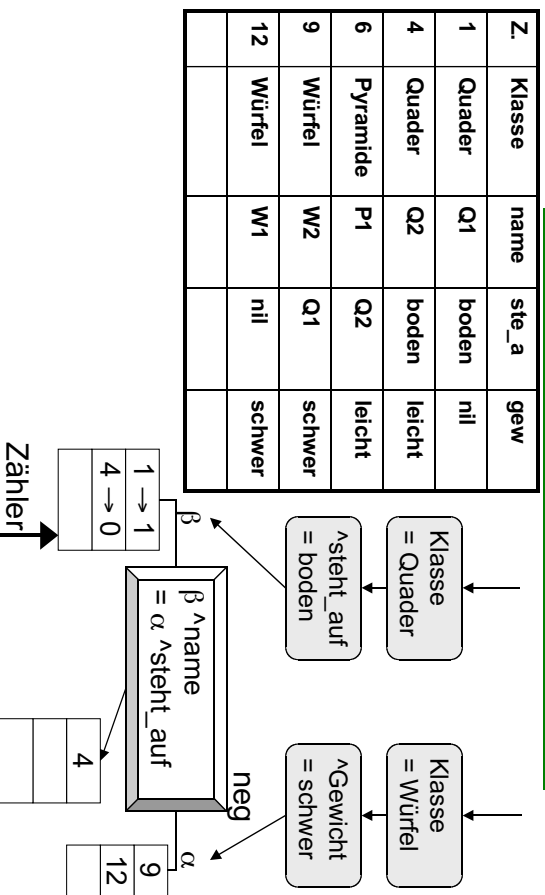 Z. Klasse name ste_a gew
1 Quader Q1 boden nil
4 Quader Q2 boden leicht
6 Pyramide P1 Q2 leicht
9 Würfel W2 Q1 schwer
12 Würfel W1 nil schwer
Klasse
= Quader
^steht_auf
= boden
Klasse
= Würfel
^Gewicht
= schwer
β
α
neg
β ^name
= α ^steht_auf
1 → 1
4 → 0
Zähler
4
9
12